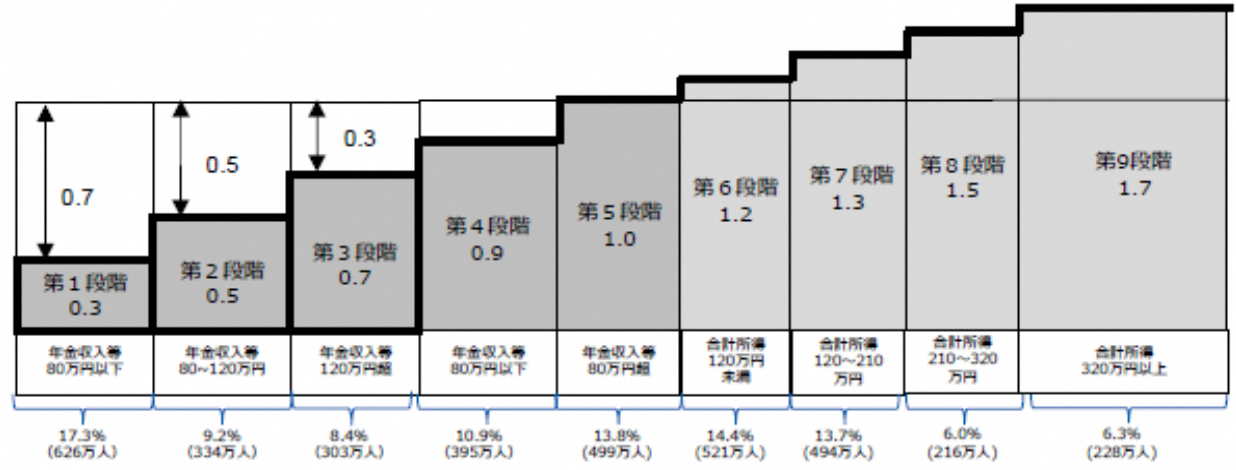 0.7
0.5
0.3
第1段階
0.3
第2段階
0.5
第3段階
0.7
第4段階
0.9
第5段階
1.0
第6段階
1.2
第7段階
1.3
第8段階
1.5
第9段階
1.7
年金収入等
80万円以下
年金収入等
80~120万円
年金収入等
120万円超
年金収入等
80万円以下
年金収入等
80万円超
合計所得
120万円
未満
合計所得
120~210
万円
合計所得
210~320
万円
合計所得
320万円以上
17.3%
(626万人)
9.2%
(334万人)
8.4%
(303万人)
10.9%
(395万人)
13.8%
(499万人)
14.4%
(521万人)
13.7%
(494万人)
6.0%
(216万人)
6.3%
(228万人)